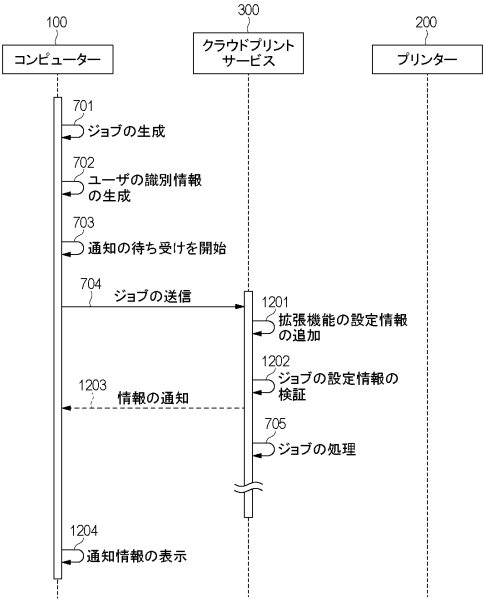 100
300
200
コンピューター
クラウドプリント
サービス
プリンター
701
ジョブの生成
702
ユーザの識別情報
の生成
703
通知の待ち受けを開始
704
ジョブの送信
1201
拡張機能の設定情報
の追加
1202
ジョブの設定情報の
検証
1203
情報の通知
705
ジョブの処理
1204
通知情報の表示